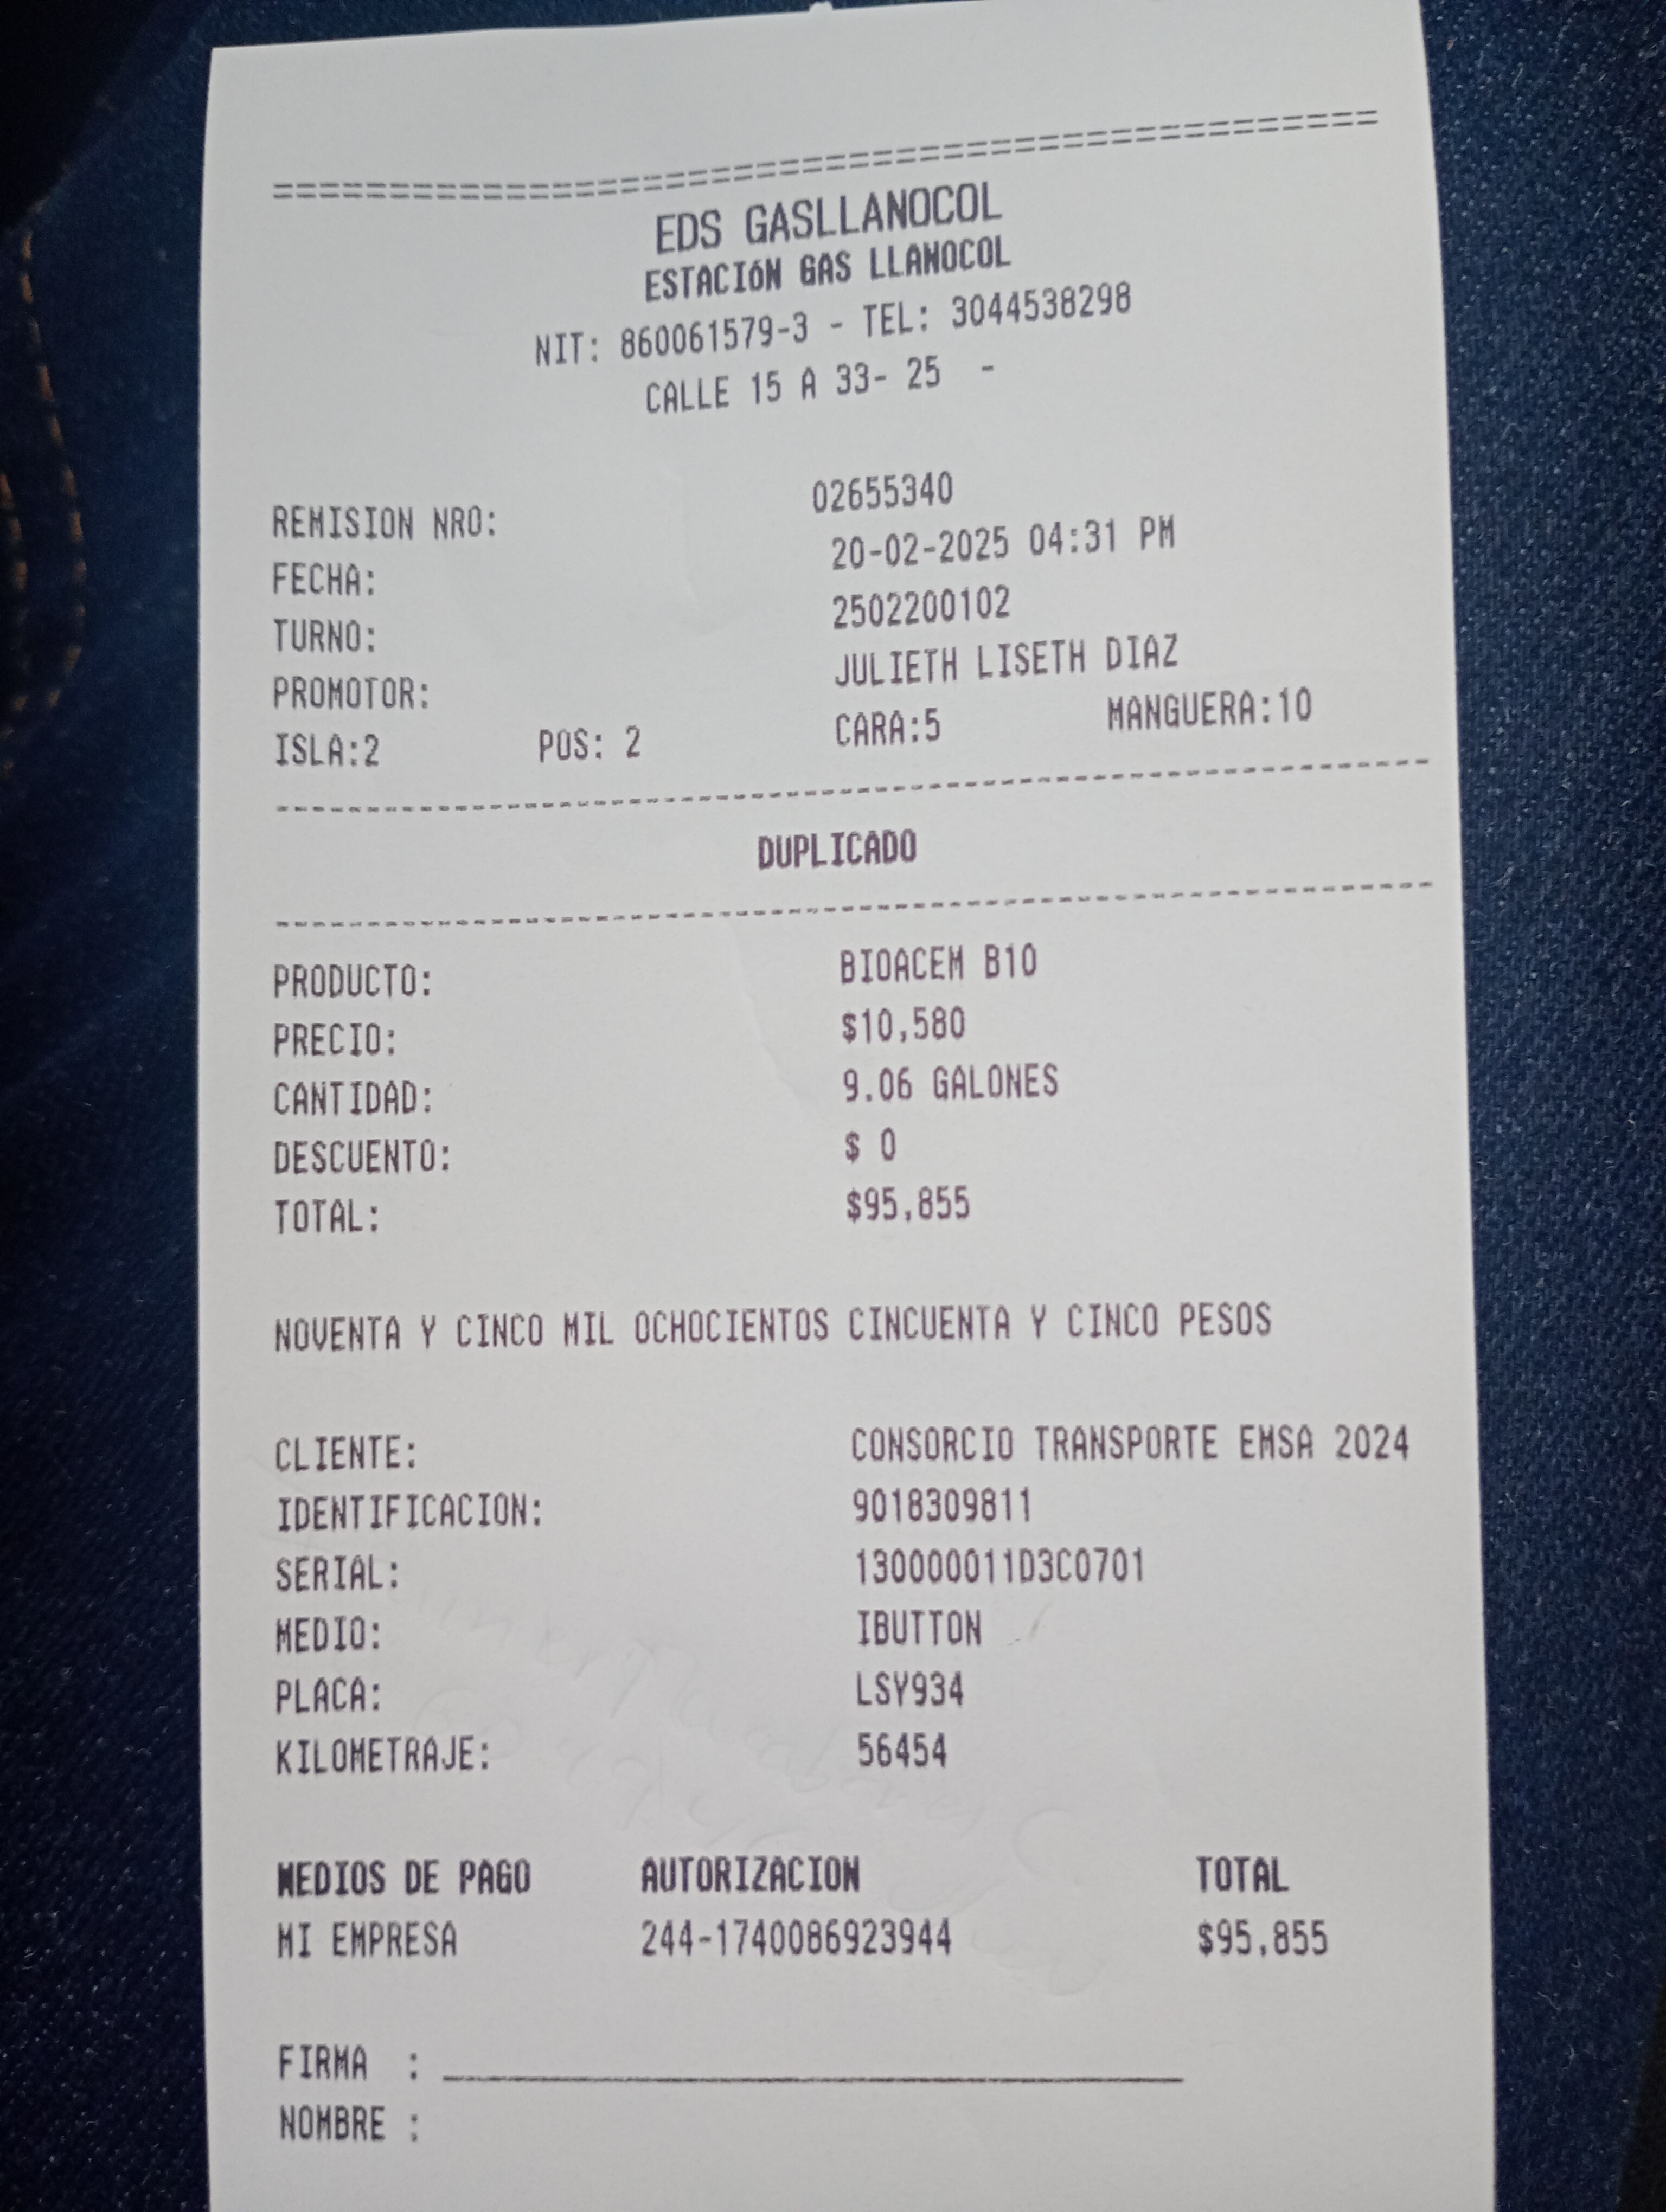 EDS GASLLANOCOL
ESTACIÓN GAS LLANOCOL
NIT: 860061579-3 - TEL: 3044538298
CALLE 15 A 33- 25 -
REMISION NRO: 02655340
FECHA: 20-02-2025 04:31 PM
TURNO: 2502200102
PROMOTOR: JULIETH LISETH DIAZ
ISLA:2 POS: 2 CARA:5 MANGUERA:10
DUPLICADO
PRODUCTO: BIOACEM B10
PRECIO: $10,580
CANTIDAD: 9.06 GALONES
DESCUENTO: $ 0
TOTAL: $95,855
NOVENTA Y CINCO MIL OCHOCIENTOS CINCUENTA Y CINCO PESOS
CLIENTE: CONSORCIO TRANSPORTE EMSA 2024
IDENTIFICACION: 9018309811
SERIAL: 130000011D3C0701
MEDIO: IBUTTON
PLACA: LSY934
KILOMETRAJE: 56454
MEDIOS DE PAGO AUTORIZACION TOTAL
MI EMPRESA 244-1740086923944 $95,855
FIRMA :
NOMBRE :